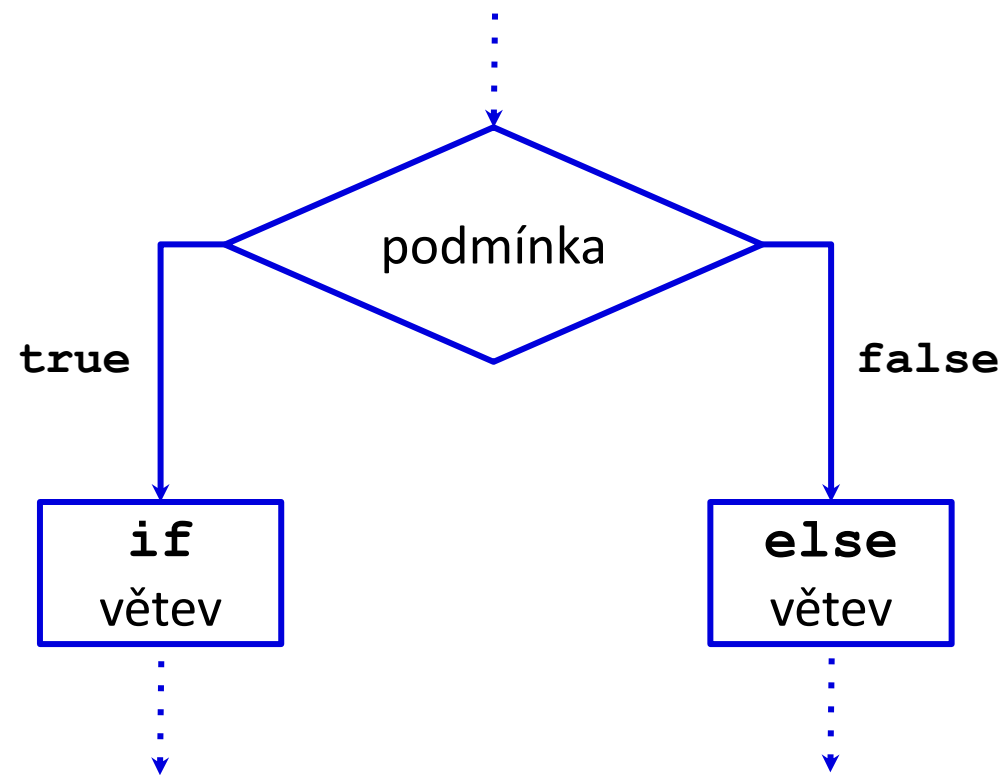 podmínka
true
false
if
větev
else
větev